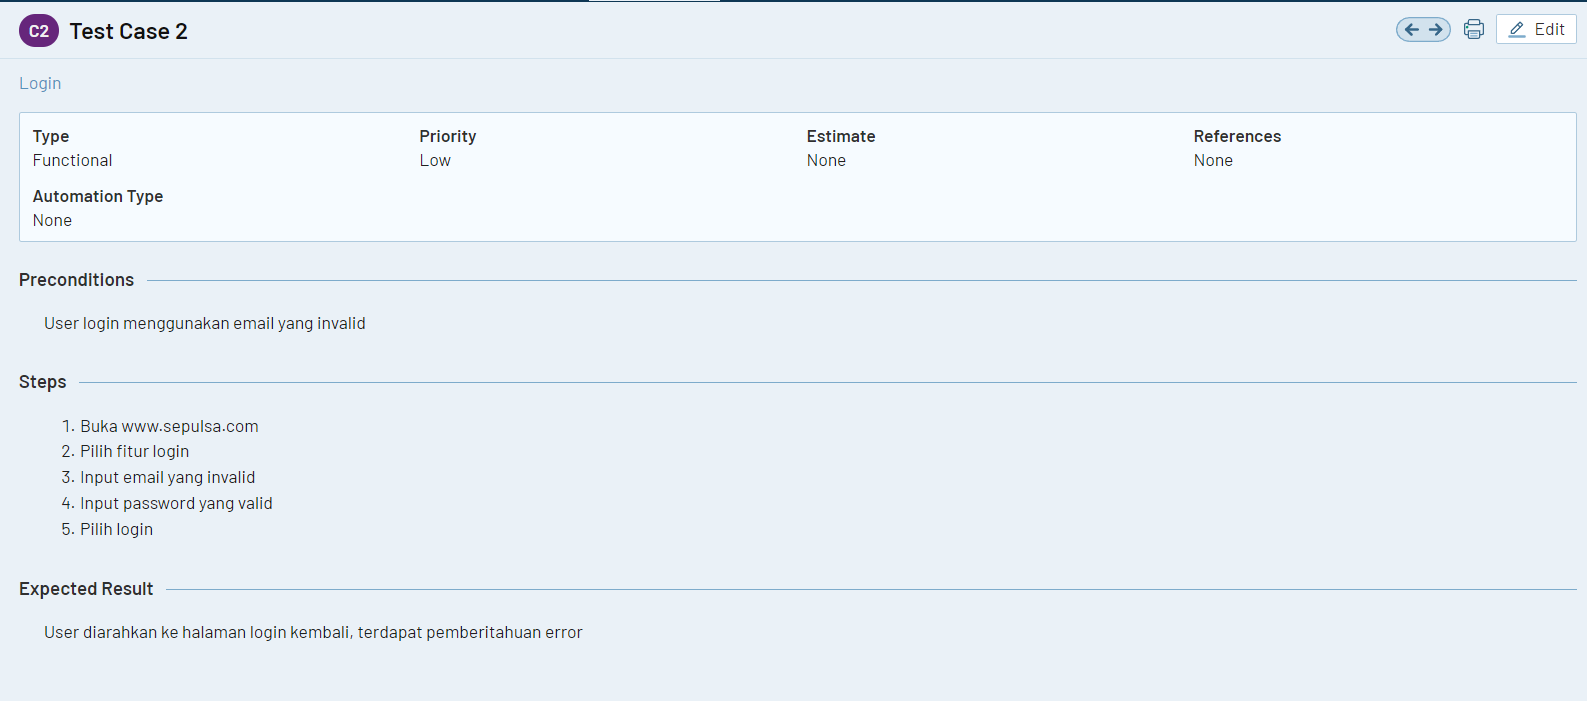 C2 Test Case 2
Edit
Login
Type Priority Estimate References
Functional Low None None
Automation Type
None
Preconditions
User login menggunakan email yang invalid
Steps
1. Buka www.sepulsa.com
2. Pilih fitur login
3. Input email yang invalid
4. Input password yang valid
5. Pilih login
Expected Result
User diarahkan ke halaman login kembali, terdapat pemberitahuan error